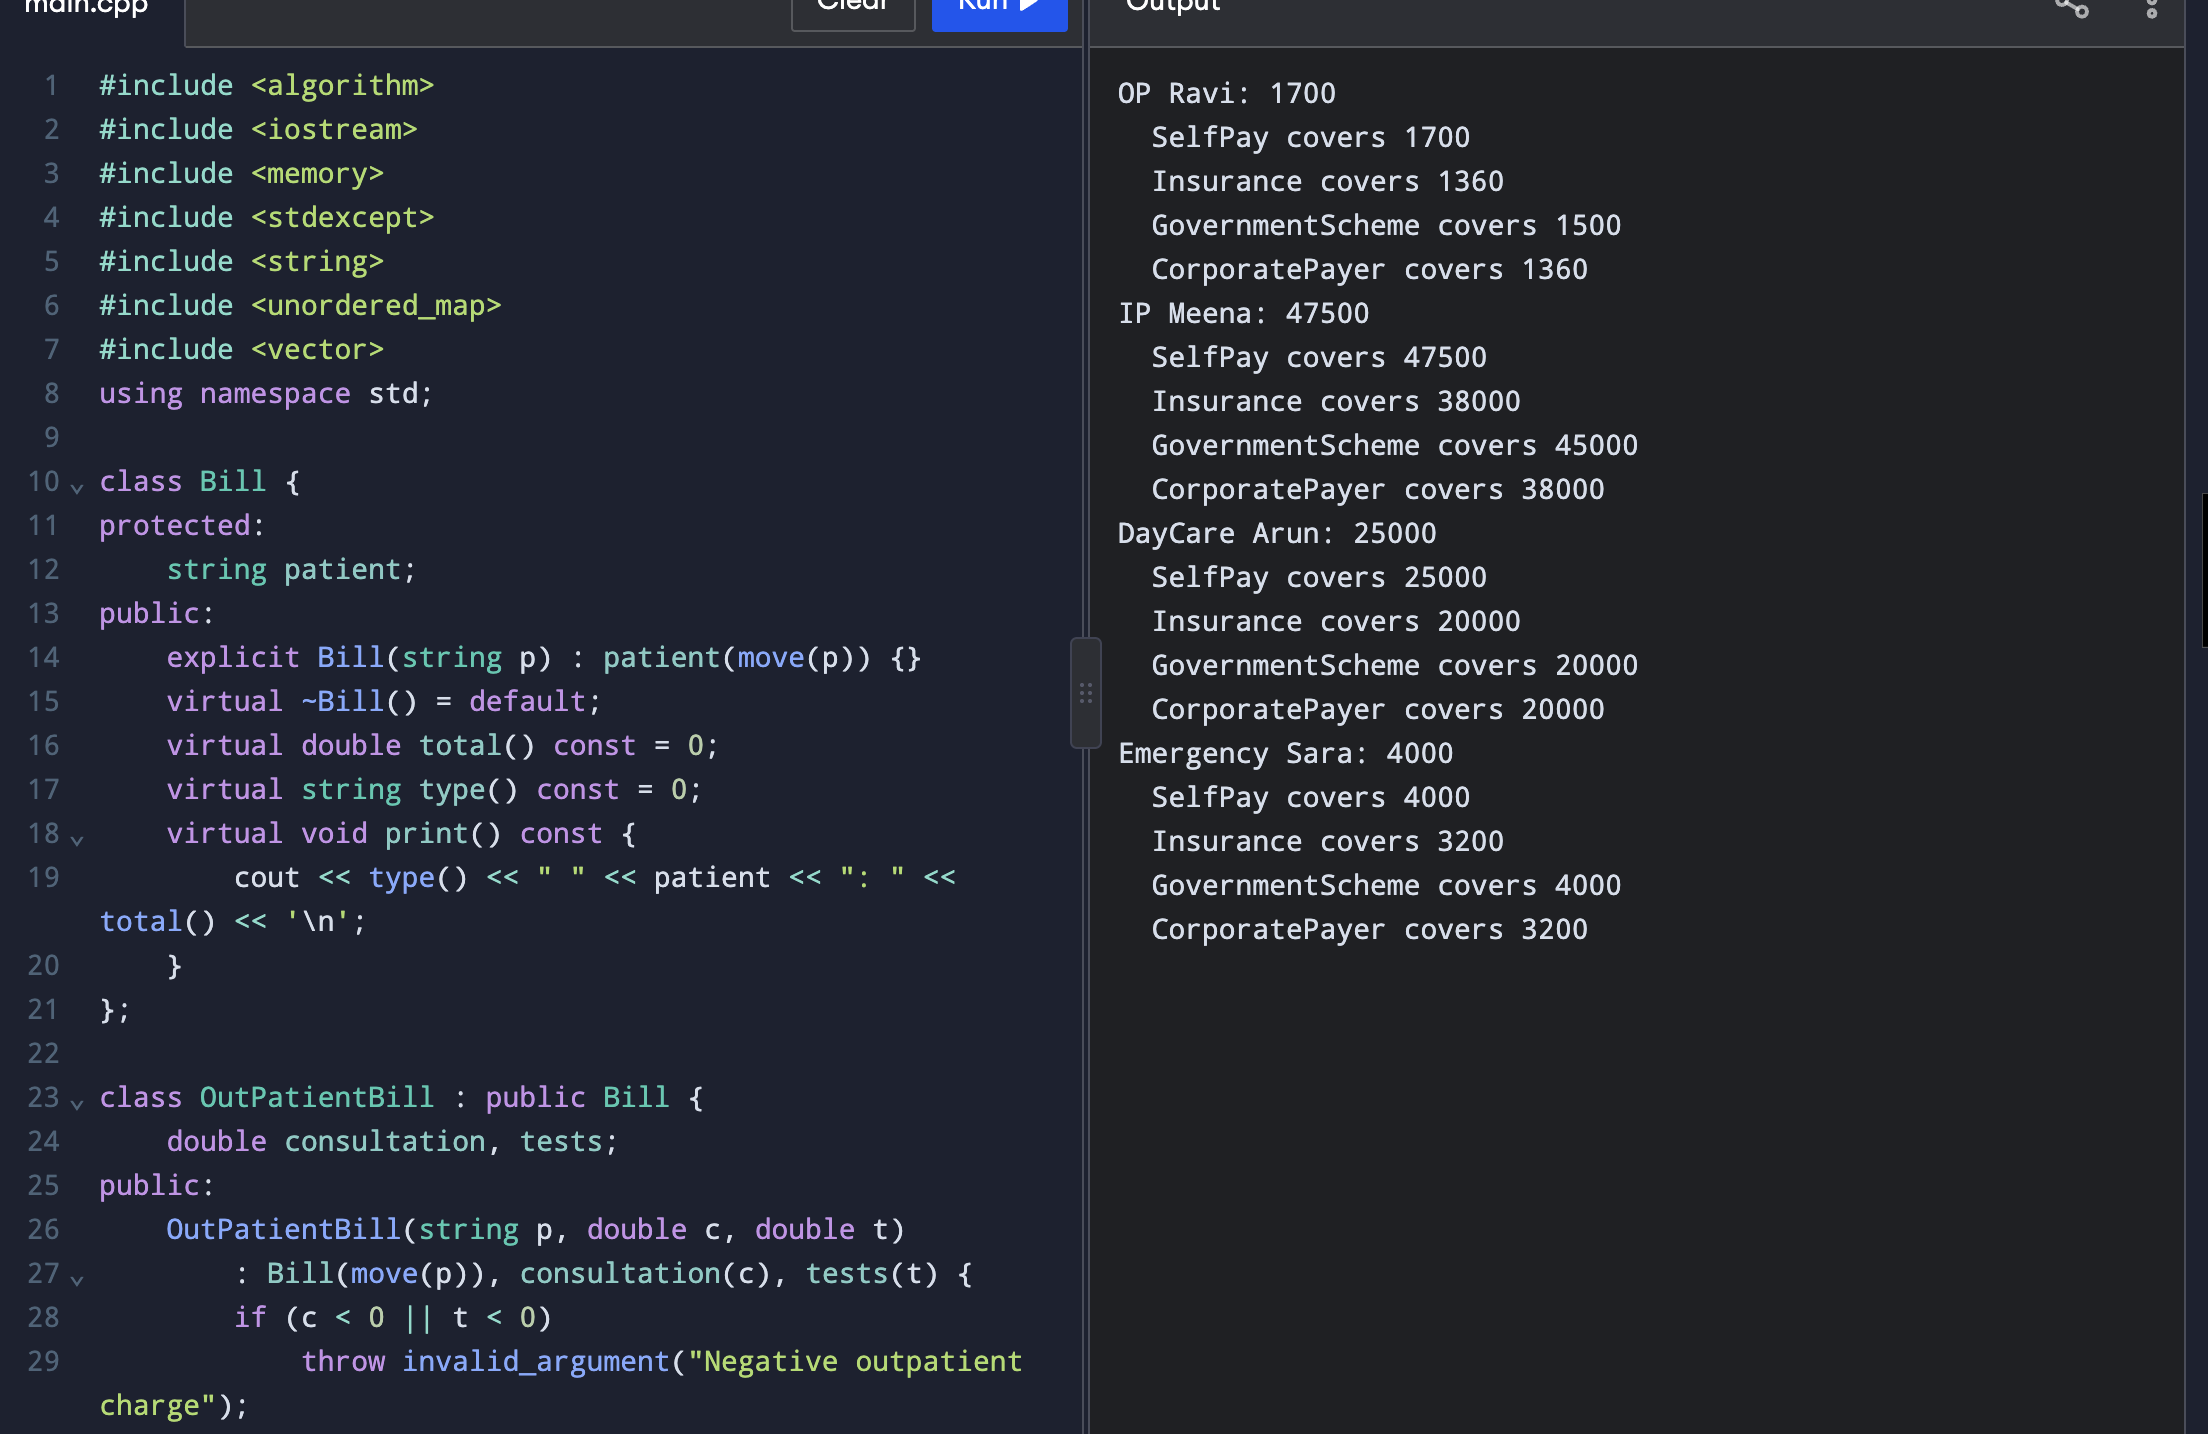 main.cpp
Clear
Run
Output
1 #include <algorithm>
2 #include <iostream>
3 #include <memory>
4 #include <stdexcept>
5 #include <string>
6 #include <unordered_map>
7 #include <vector>
8 using namespace std;
9
10 class Bill {
11 protected:
12     string patient;
13 public:
14     explicit Bill(string p) : patient(move(p)) {}
15     virtual ~Bill() = default;
16     virtual double total() const = 0;
17     virtual string type() const = 0;
18     virtual void print() const {
19         cout << type() << " " << patient << ": " <<
total() << '\n';
20     }
21 };
22
23 class OutPatientBill : public Bill {
24     double consultation, tests;
25 public:
26     OutPatientBill(string p, double c, double t)
27         : Bill(move(p)), consultation(c), tests(t) {
28         if (c < 0 || t < 0)
29             throw invalid_argument("Negative outpatient
charge");
OP Ravi: 1700
  SelfPay covers 1700
  Insurance covers 1360
  GovernmentScheme covers 1500
  CorporatePayer covers 1360
IP Meena: 47500
  SelfPay covers 47500
  Insurance covers 38000
  GovernmentScheme covers 45000
  CorporatePayer covers 38000
DayCare Arun: 25000
  SelfPay covers 25000
  Insurance covers 20000
  GovernmentScheme covers 20000
  CorporatePayer covers 20000
Emergency Sara: 4000
  SelfPay covers 4000
  Insurance covers 3200
  GovernmentScheme covers 4000
  CorporatePayer covers 3200